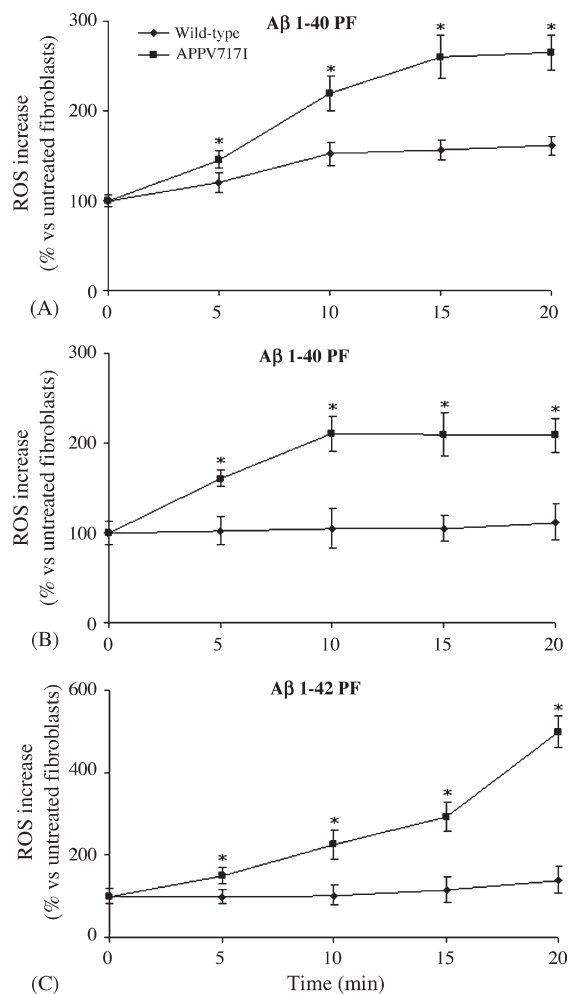 Aβ 1-40 PF
Wild-type
APPV717I
ROS increase
(% vs untreated fibroblasts)
300
200
100
0
0 5 10 15 20
* * * *
(A)
Aβ 1-40 PF
ROS increase
(% vs untreated fibroblasts)
300
200
100
0
0 5 10 15 20
* * * *
(B)
Aβ 1-42 PF
ROS increase
(% vs untreated fibroblasts)
600
400
200
0
0 5 10 15 20
* * * *
(C)
Time (min)